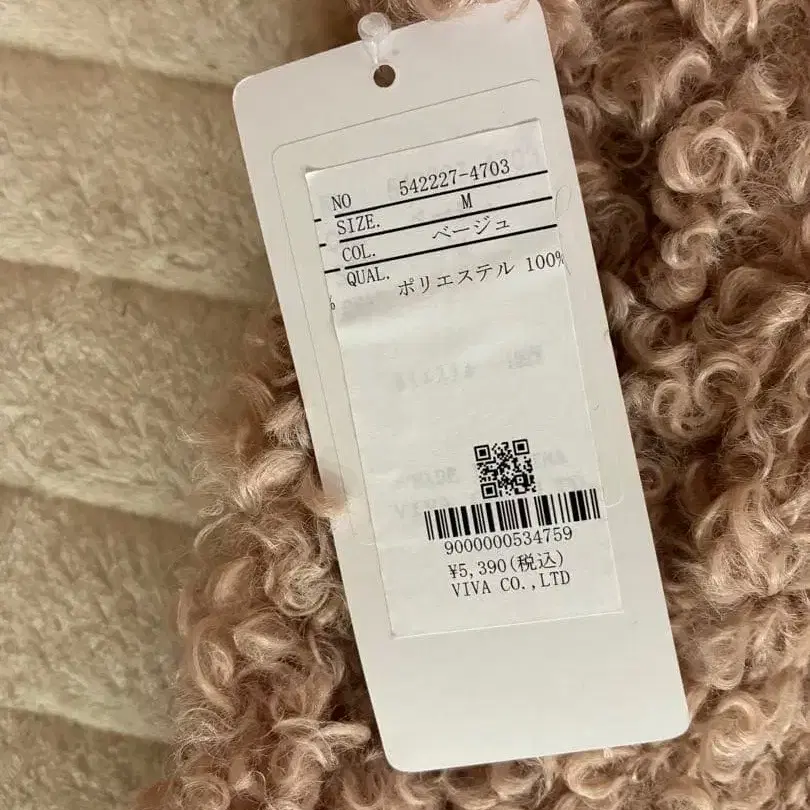 NO 542227-4703
SIZE. M
COL. ベージュ
QUAL. ポリエステル 100%
9000000534759
¥5,390(税込)
VIVA CO.,LTD